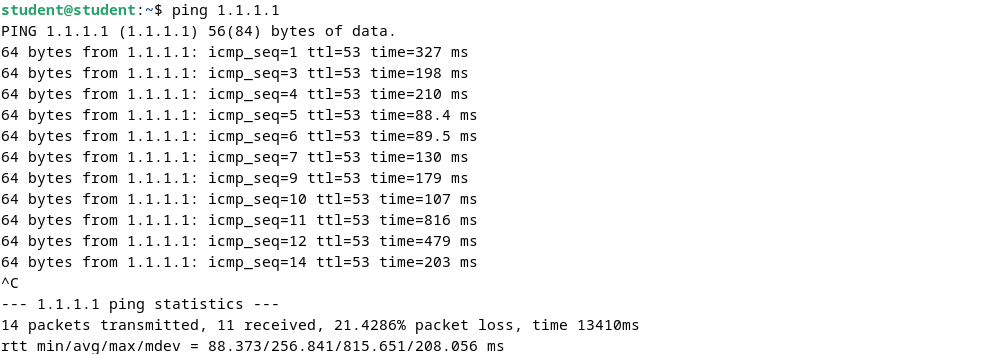 student@student:~$ ping 1.1.1.1
PING 1.1.1.1 (1.1.1.1) 56(84) bytes of data.
64 bytes from 1.1.1.1: icmp_seq=1 ttl=53 time=327 ms
64 bytes from 1.1.1.1: icmp_seq=3 ttl=53 time=198 ms
64 bytes from 1.1.1.1: icmp_seq=4 ttl=53 time=210 ms
64 bytes from 1.1.1.1: icmp_seq=5 ttl=53 time=88.4 ms
64 bytes from 1.1.1.1: icmp_seq=6 ttl=53 time=89.5 ms
64 bytes from 1.1.1.1: icmp_seq=7 ttl=53 time=130 ms
64 bytes from 1.1.1.1: icmp_seq=9 ttl=53 time=179 ms
64 bytes from 1.1.1.1: icmp_seq=10 ttl=53 time=107 ms
64 bytes from 1.1.1.1: icmp_seq=11 ttl=53 time=816 ms
64 bytes from 1.1.1.1: icmp_seq=12 ttl=53 time=479 ms
64 bytes from 1.1.1.1: icmp_seq=14 ttl=53 time=203 ms
^C
--- 1.1.1.1 ping statistics ---
14 packets transmitted, 11 received, 21.4286% packet loss, time 13410ms
rtt min/avg/max/mdev = 88.373/256.841/815.651/208.056 ms